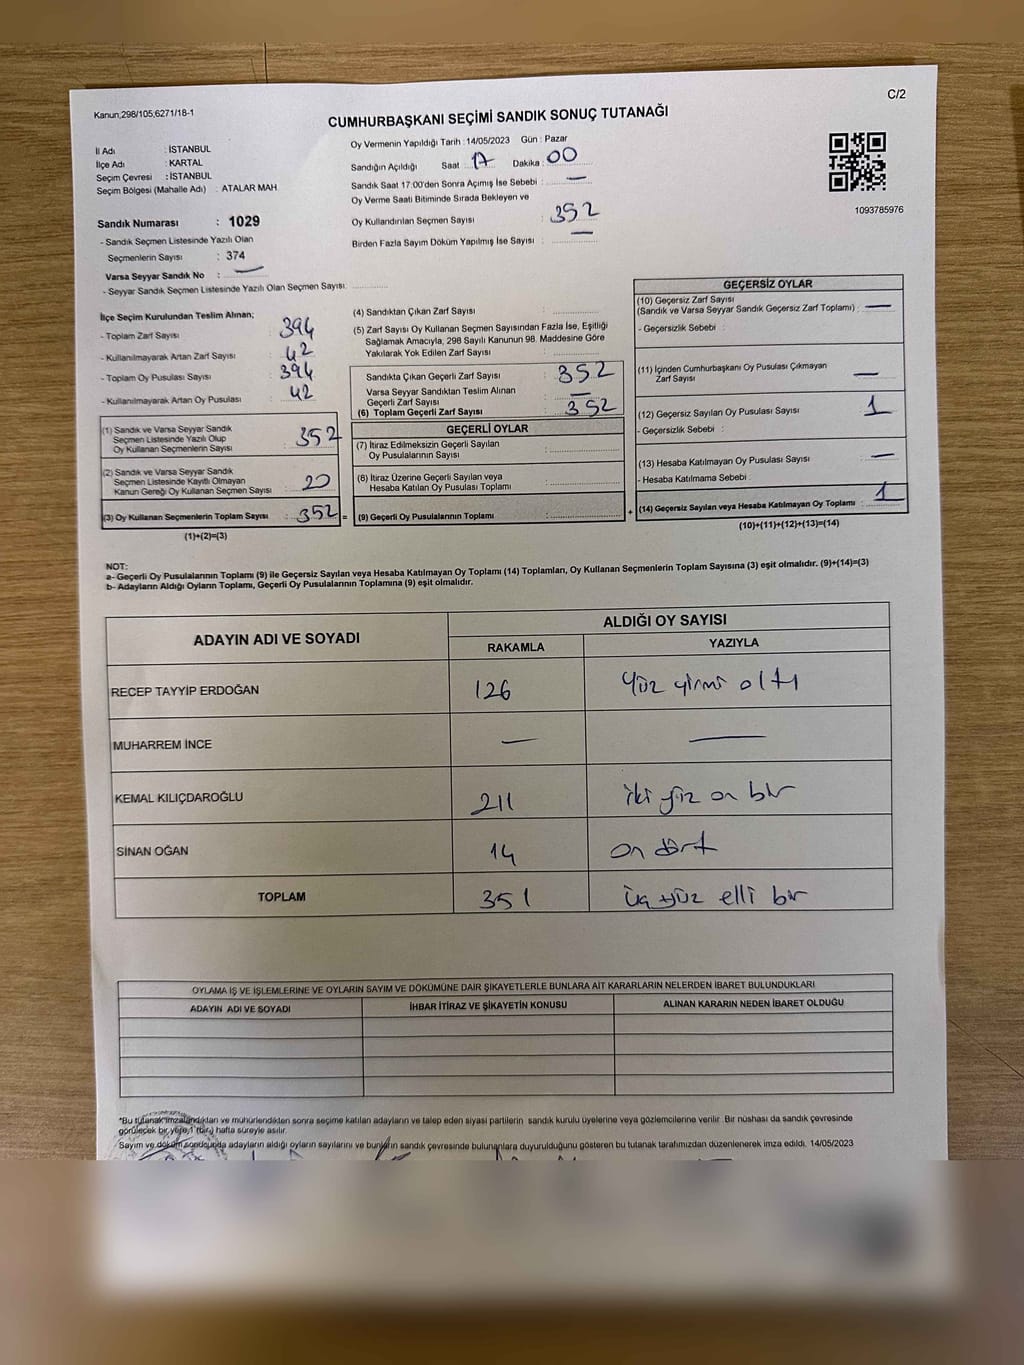 C/2
Kanun,298/105,6271/18-1
CUMHURBAŞKANI SEÇİMİ SANDIK SONUÇ TUTANAĞI
İl Adı : İSTANBUL
İlçe Adı : KARTAL
Seçim Çevresi : İSTANBUL
Seçim Bölgesi (Mahalle Adı) : ATALAR MAH.
Sandık Numarası : 1029
- Sandık Seçmen Listesinde Yazılı Olan
Seçmenlerin Sayısı : 374
Varsa Seyyar Sandık No : —
- Seyyar Sandık Seçmen Listesinde Yazılı Olan Seçmen Sayısı:
Oy Vermenin Yapıldığı Tarih : 14/05/2023 Gün : Pazar
Sandığın Açıldığı Saat : 17 Dakika : 00
Sandık Saat 17:00'den Sonra Açımış İse Sebebi : —
Oy Verme Saati Bitiminde Sırada Bekleyen ve
Oy Kullandırılan Seçmen Sayısı : 352
Birden Fazla Sayım Döküm Yapılmış İse Sayısı : —
1093785976
İlçe Seçim Kurulundan Teslim Alınan;
- Toplam Zarf Sayısı : 394
- Kullanılmayarak Artan Zarf Sayısı : 42
- Toplam Oy Pusulası Sayısı : 394
- Kullanılmayarak Artan Oy Pusulası : 42
(1) Sandık ve Varsa Seyyar Sandık
Seçmen Listesinde Yazılı Olup
Oy Kullanan Seçmenlerin Sayısı : 352
(2) Sandık ve Varsa Seyyar Sandık
Seçmen Listesinde Kayıtlı Olmayan
Kanun Gereği Oy Kullanan Seçmen Sayısı : 20
(3) Oy Kullanan Seçmenlerin Toplam Sayısı : 352 =
(1)+(2)=(3)
(4) Sandıktan Çıkan Zarf Sayısı :
(5) Zarf Sayısı Oy Kullanan Seçmen Sayısından Fazla İse, Eşitliği
Sağlamak Amacıyla, 298 Sayılı Kanunun 98. Maddesine Göre
Yakılarak Yok Edilen Zarf Sayısı :
Sandıkta Çıkan Geçerli Zarf Sayısı : 352
Varsa Seyyar Sandıktan Teslim Alınan
Geçerli Zarf Sayısı : —
(6) Toplam Geçerli Zarf Sayısı : 352
GEÇERLİ OYLAR
(7) İtiraz Edilmeksizin Geçerli Sayılan
Oy Pusulalarının Sayısı :
(8) İtiraz Üzerine Geçerli Sayılan veya
Hesaba Katılan Oy Pusulası Toplamı :
(9) Geçerli Oy Pusulalarının Toplamı : +
GEÇERSİZ OYLAR
(10) Geçersiz Zarf Sayısı
(Sandık ve Varsa Seyyar Sandık Geçersiz Zarf Toplamı) : —
- Geçersizlik Sebebi :
(11) İçinden Cumhurbaşkanı Oy Pusulası Çıkmayan
Zarf Sayısı : —
(12) Geçersiz Sayılan Oy Pusulası Sayısı : 1
- Geçersizlik Sebebi :
(13) Hesaba Katılmayan Oy Pusulası Sayısı : —
- Hesaba Katılmama Sebebi :
(14) Geçersiz Sayılan veya Hesaba Katılmayan Oy Toplamı : 1
(10)+(11)+(12)+(13)=(14)
NOT:
a- Geçerli Oy Pusulalarının Toplamı (9) ile Geçersiz Sayılan veya Hesaba Katılmayan Oy Toplamı (14) Toplamları, Oy Kullanan Seçmenlerin Toplam Sayısına (3) eşit olmalıdır. (9)+(14)=(3)
b- Adayların Aldığı Oyların Toplamı, Geçerli Oy Pusulalarının Toplamına (9) eşit olmalıdır.
ADAYIN ADI VE SOYADI ALDIĞI OY SAYISI
RAKAMLA YAZIYLA
RECEP TAYYİP ERDOĞAN 126 Yüz yirmi altı
MUHARREM İNCE — —
KEMAL KILIÇDAROĞLU 211 iki yüz on bir
SİNAN OĞAN 14 on dört
TOPLAM 351 üç yüz elli bir
OYLAMA İŞ VE İŞLEMLERİNE VE OYLARIN SAYIM VE DÖKÜMÜNE DAİR ŞİKAYETLERLE BUNLARA AİT KARARLARIN NELERDEN İBARET BULUNDUKLARI
ADAYIN ADI VE SOYADI İHBAR İTİRAZ VE ŞİKAYETİN KONUSU ALINAN KARARIN NEDEN İBARET OLDUĞU
*Bu tutanak imzalandıktan ve mühürlendikten sonra seçime katılan adayların ve talep eden siyasi partilerin sandık kurulu üyelerine veya gözlemcilerine verilir. Bir nüshası da sandık çevresinde
görülecek bir yere 1 (bir) hafta süreyle asılır.
Sayım ve döküm sonucunda adayların aldığı oyların sayılarını ve bunların sandık çevresinde bulunanlara duyurulduğunu gösteren bu tutanak tarafımızdan düzenlenerek imza edildi. 14/05/2023